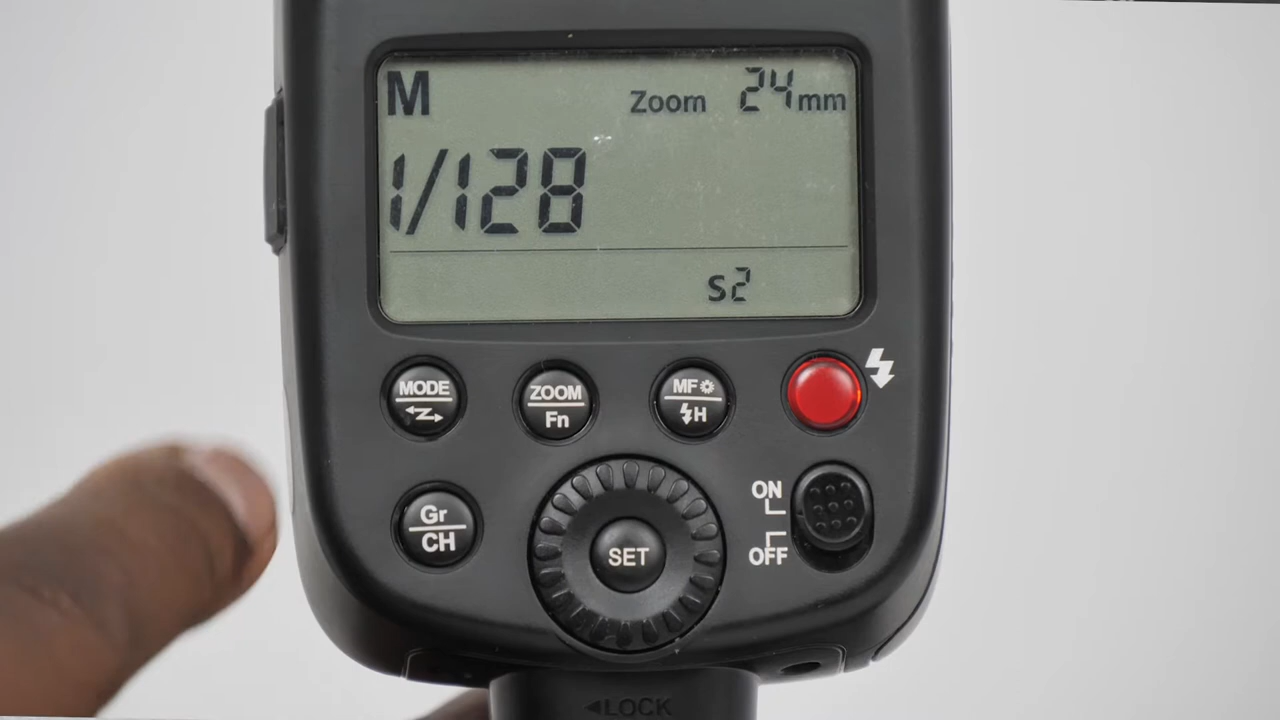 M Zoom 24mm
1/128
S2
MODE ZOOM MF
Fn H
ON
Gr
CH SET
OFF
◄LOCK